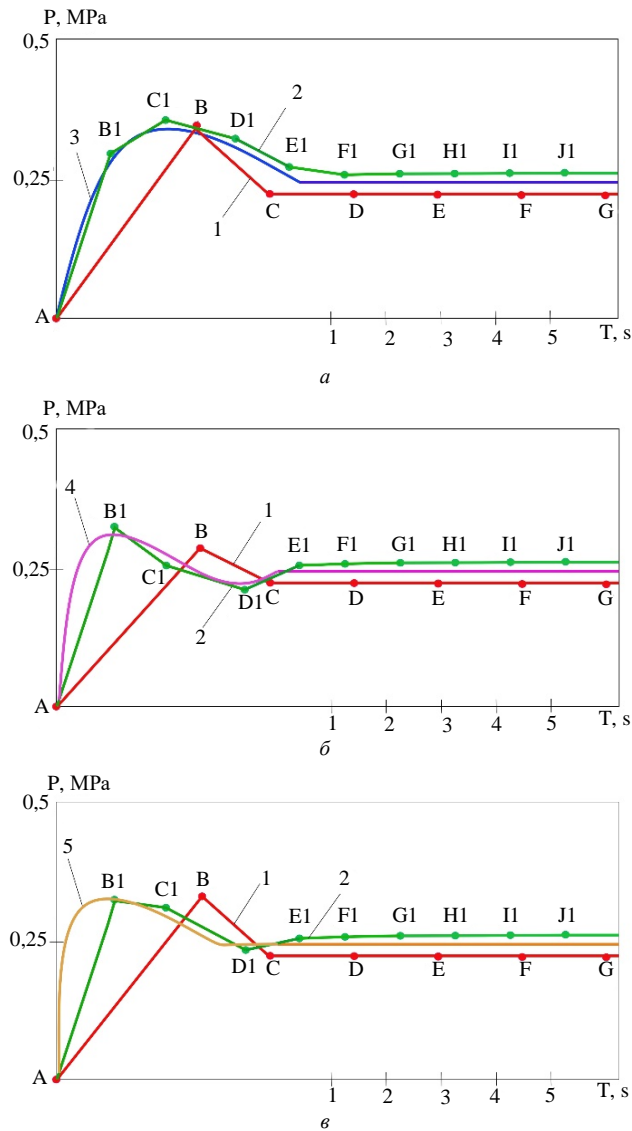 P, MPa
0,5
C1
B
2
3
B1
D1
E1
F1 G1 H1 I1 J1
0,25
1
C D E F G
A
1 2 3 4 5 T, s
а
P, MPa
0,5
4
B1
B
1
E1 F1 G1 H1 I1 J1
0,25
C1
D1 C D E F G
2
A
1 2 3 4 5 T, s
б
P, MPa
0,5
5
B1 C1 B
1
2
E1 F1 G1 H1 I1 J1
0,25
D1 C D E F G
A
1 2 3 4 5 T, s
в